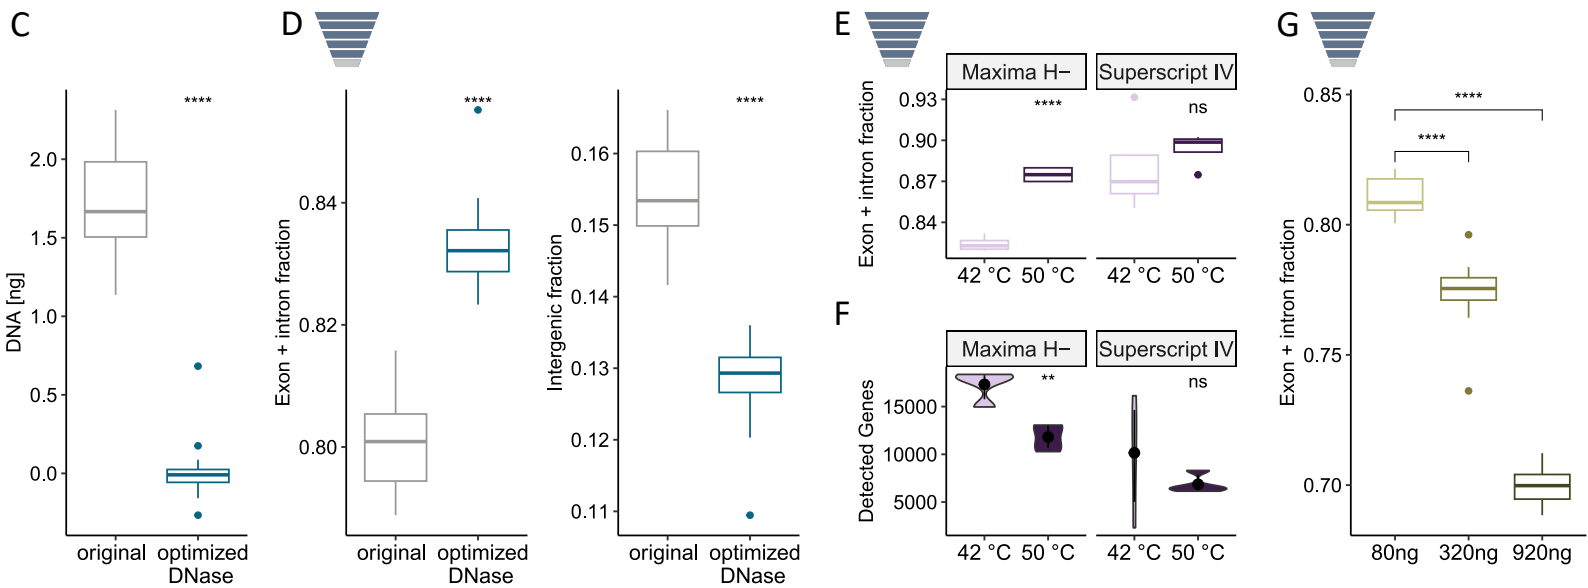 C
DNA [ng]
2.0
1.5
1.0
0.5
0.0
****
original
optimized
DNase
D
Exon + intron fraction
0.84
0.82
0.80
****
original
optimized
DNase
Intergenic fraction
0.16
0.15
0.14
0.13
0.12
0.11
****
original
optimized
DNase
E
Maxima H−
Superscript IV
Exon + intron fraction
0.93
0.90
0.87
0.84
****
ns
42 °C
50 °C
42 °C
50 °C
F
Maxima H−
Superscript IV
Detected Genes
15000
10000
5000
**
ns
42 °C
50 °C
42 °C
50 °C
G
Exon + intron fraction
0.85
0.80
0.75
0.70
****
****
80ng
320ng
920ng